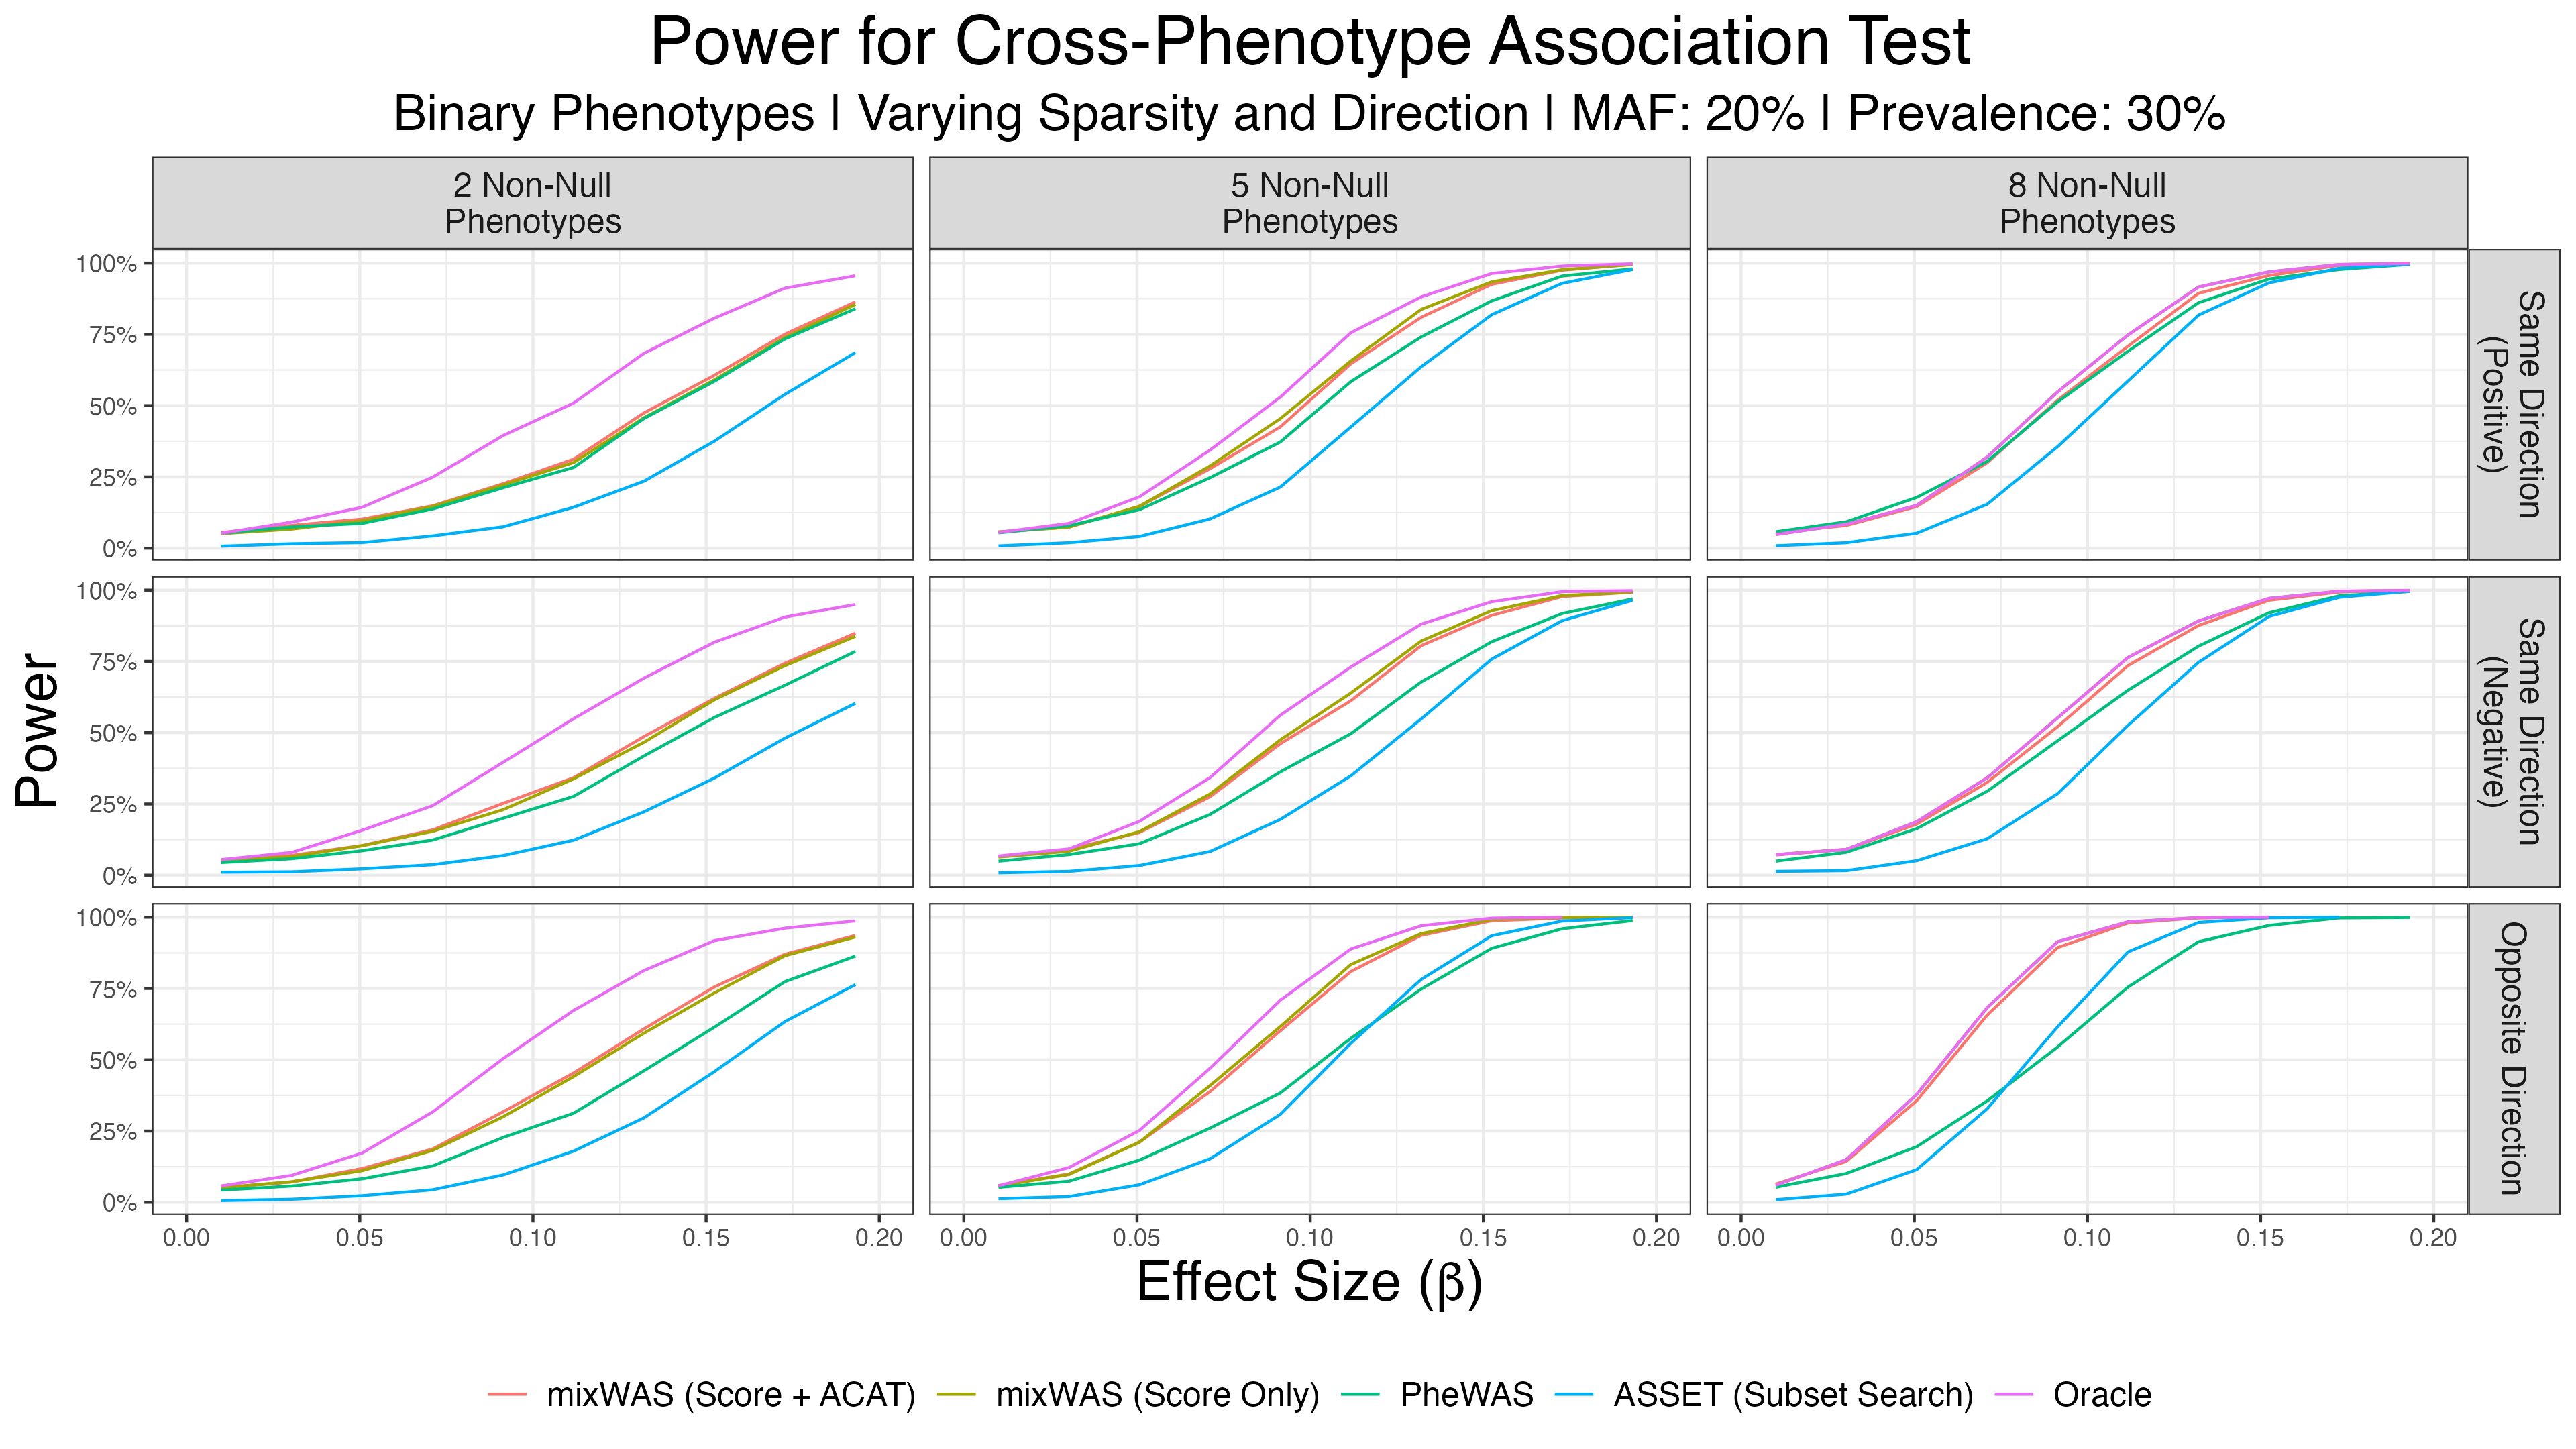 Power for Cross-Phenotype Association Test
Binary Phenotypes | Varying Sparsity and Direction | MAF: 20% | Prevalence: 30%
2 Non-Null
Phenotypes
5 Non-Null
Phenotypes
8 Non-Null
Phenotypes
100%
75%
50%
25%
0%
Same Direction
(Positive)
100%
75%
50%
25%
0%
Same Direction
(Negative)
100%
75%
50%
25%
0%
Opposite Direction
Power
0.00 0.05 0.10 0.15 0.20
0.00 0.05 0.10 0.15 0.20
0.00 0.05 0.10 0.15 0.20
Effect Size (β)
mixWAS (Score + ACAT) mixWAS (Score Only) PheWAS ASSET (Subset Search) Oracle